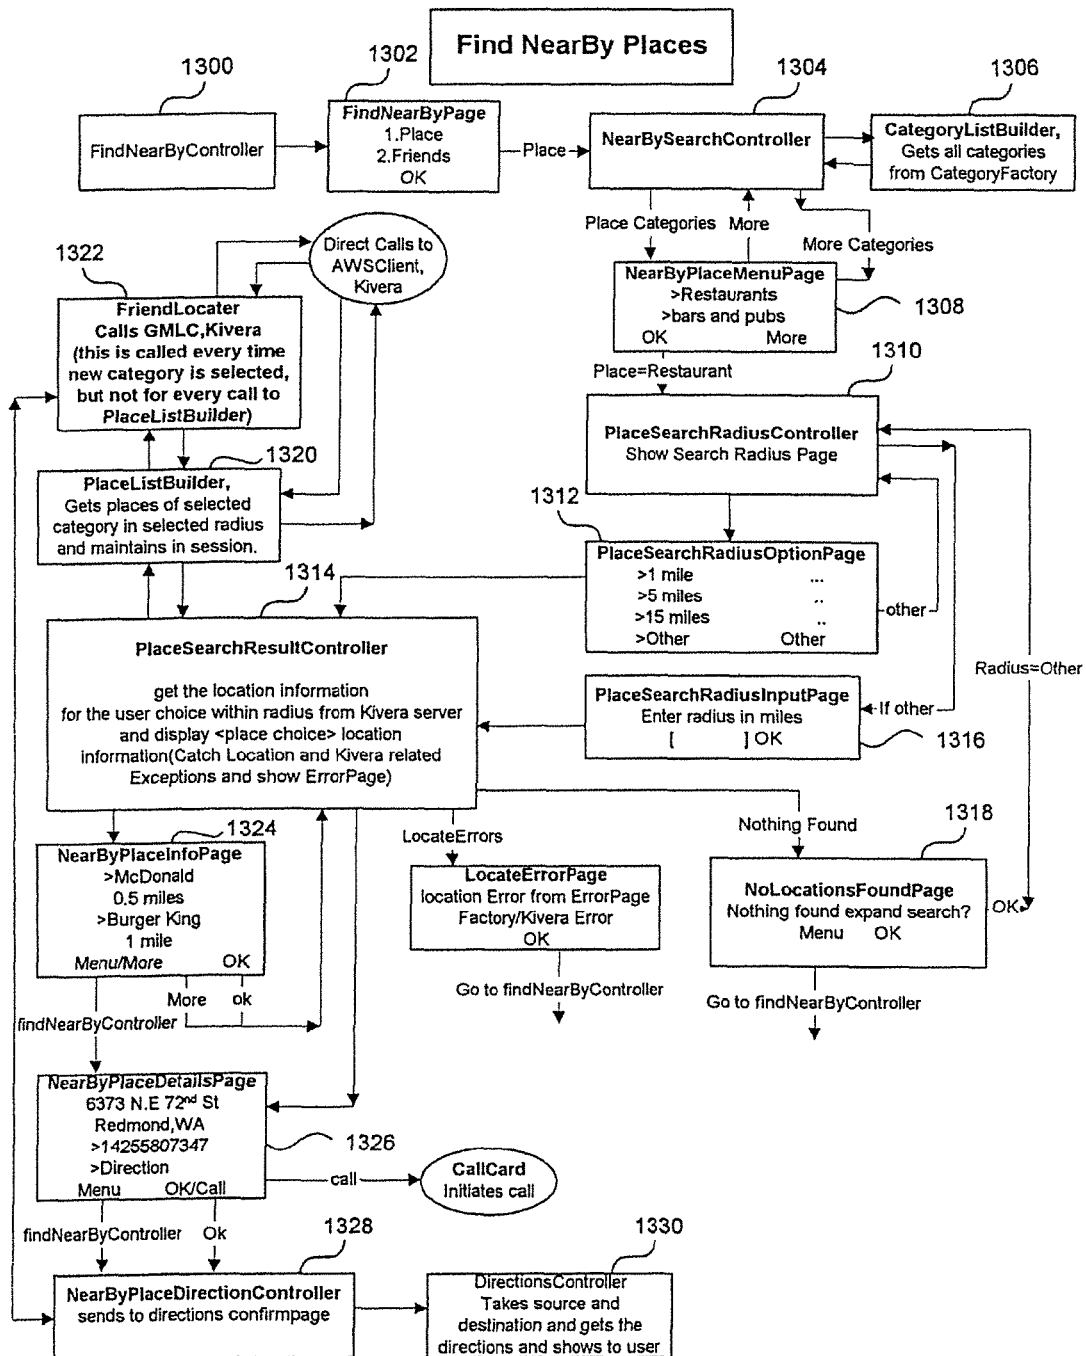 Find NearBy Places
1300
1302
1304
1306
FindNearByController
FindNearByPage
1.Place
2.Friends
OK
Place
NearBySearchController
CategoryListBuilder,
Gets all categories
from CategoryFactory
Place Categories
More
More Categories
1322
Direct Calls to
AWSClient,
Kivera
FriendLocater
Calls GMLC,Kivera
(this is called every time
new category is selected,
but not for every call to
PlaceListBuilder)
NearByPlaceMenuPage
>Restaurants
>bars and pubs
OK More
1308
Place=Restaurant
1310
PlaceSearchRadiusController
Show Search Radius Page
1320
PlaceListBuilder,
Gets places of selected
category in selected radius
and maintains in session.
1312
PlaceSearchRadiusOptionPage
>1 mile ...
>5 miles ..
>15 miles ..
>Other Other
other
1314
PlaceSearchResultController
get the location information
for the user choice within radius from Kivera server
and display <place choice> location
information(Catch Location and Kivera related
Exceptions and show ErrorPage)
Radius=Other
PlaceSearchRadiusInputPage
Enter radius in miles
[ ] OK
If other
1316
1324
NearByPlaceInfoPage
>McDonald
0.5 miles
>Burger King
1 mile
Menu/More OK
LocateErrors
LocateErrorPage
location Error from ErrorPage
Factory/Kivera Error
OK
Nothing Found
1318
NoLocationsFoundPage
Nothing found expand search?
Menu OK
OK
More ok
findNearByController
Go to findNearByController
Go to findNearByController
NearByPlaceDetailsPage
6373 N.E 72nd St
Redmond,WA
>14255807347
>Direction
Menu OK/Call
1326
call
CallCard
Initiates call
findNearByController Ok
1328
1330
NearByPlaceDirectionController
sends to directions confirmpage
DirectionsController
Takes source and
destination and gets the
directions and shows to user